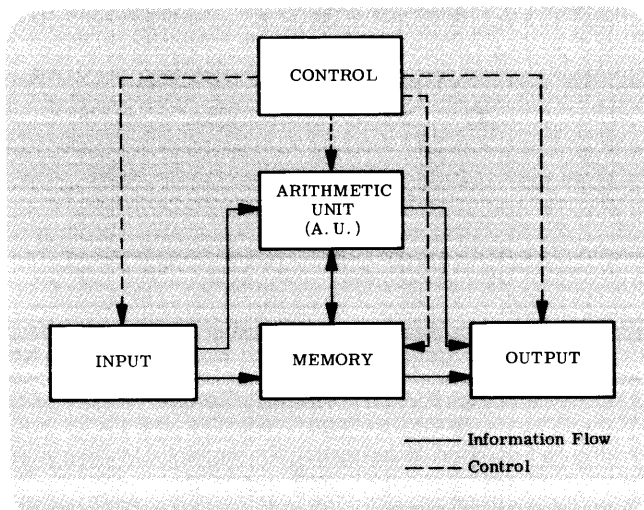 CONTROL
ARITHMETIC
UNIT
(A. U.)
INPUT
MEMORY
OUTPUT
Information Flow
Control